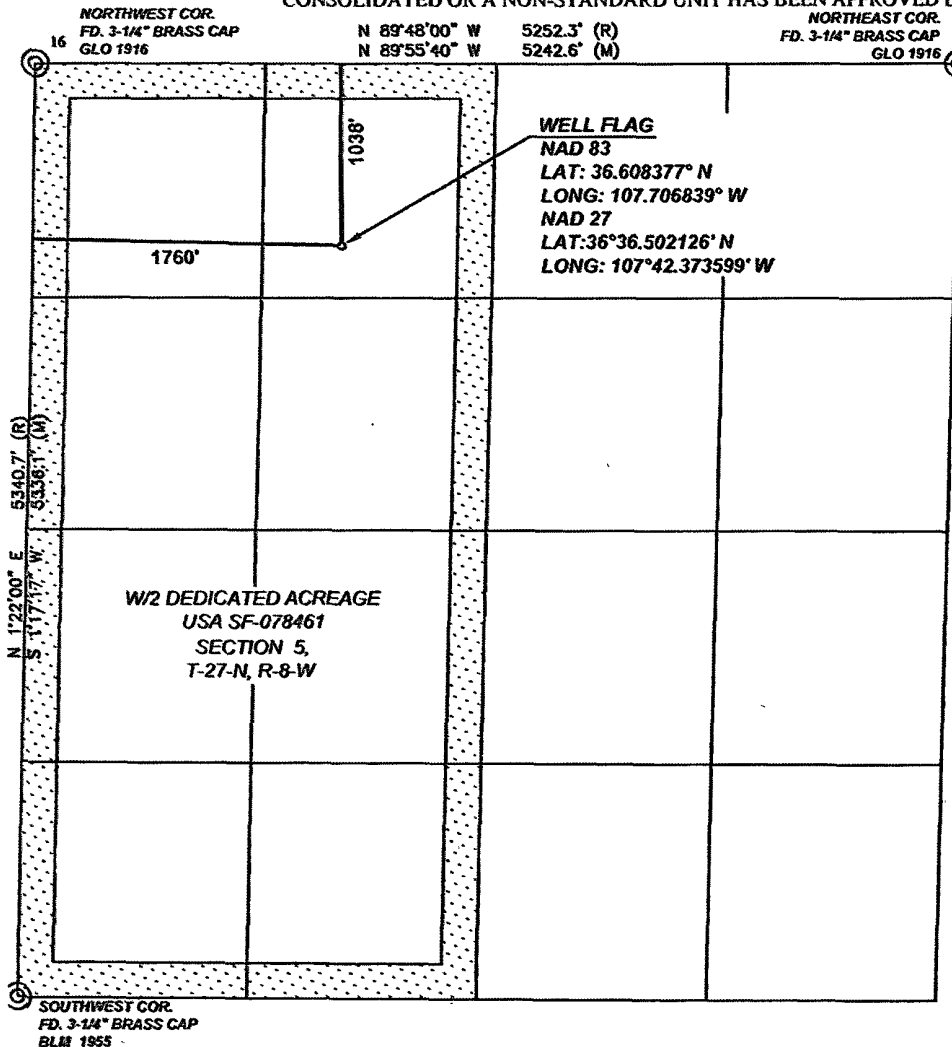 CONSOLIDATED OR A NON-STANDARD UNIT HAS BEEN APPROVED
NORTHWEST COR.
FD. 3-1/4" BRASS CAP
GLO 1916
16
N 89°48'00" W 5252.3' (R)
N 89°55'40" W 5242.6' (M)
NORTHEAST COR.
FD. 3-1/4" BRASS CAP
GLO 1916
1038'
WELL FLAG
NAD 83
LAT: 36.608377° N
LONG: 107.706839° W
NAD 27
LAT:36°36.502126' N
LONG: 107°42.373599' W
1760'
N 1°22'00" E 5340.7' (R)
S 1°17'17" W 5336.1' (M)
W/2 DEDICATED ACREAGE
USA SF-078461
SECTION 5,
T-27-N, R-8-W
SOUTHWEST COR.
FD. 3-1/4" BRASS CAP
BLM 1955